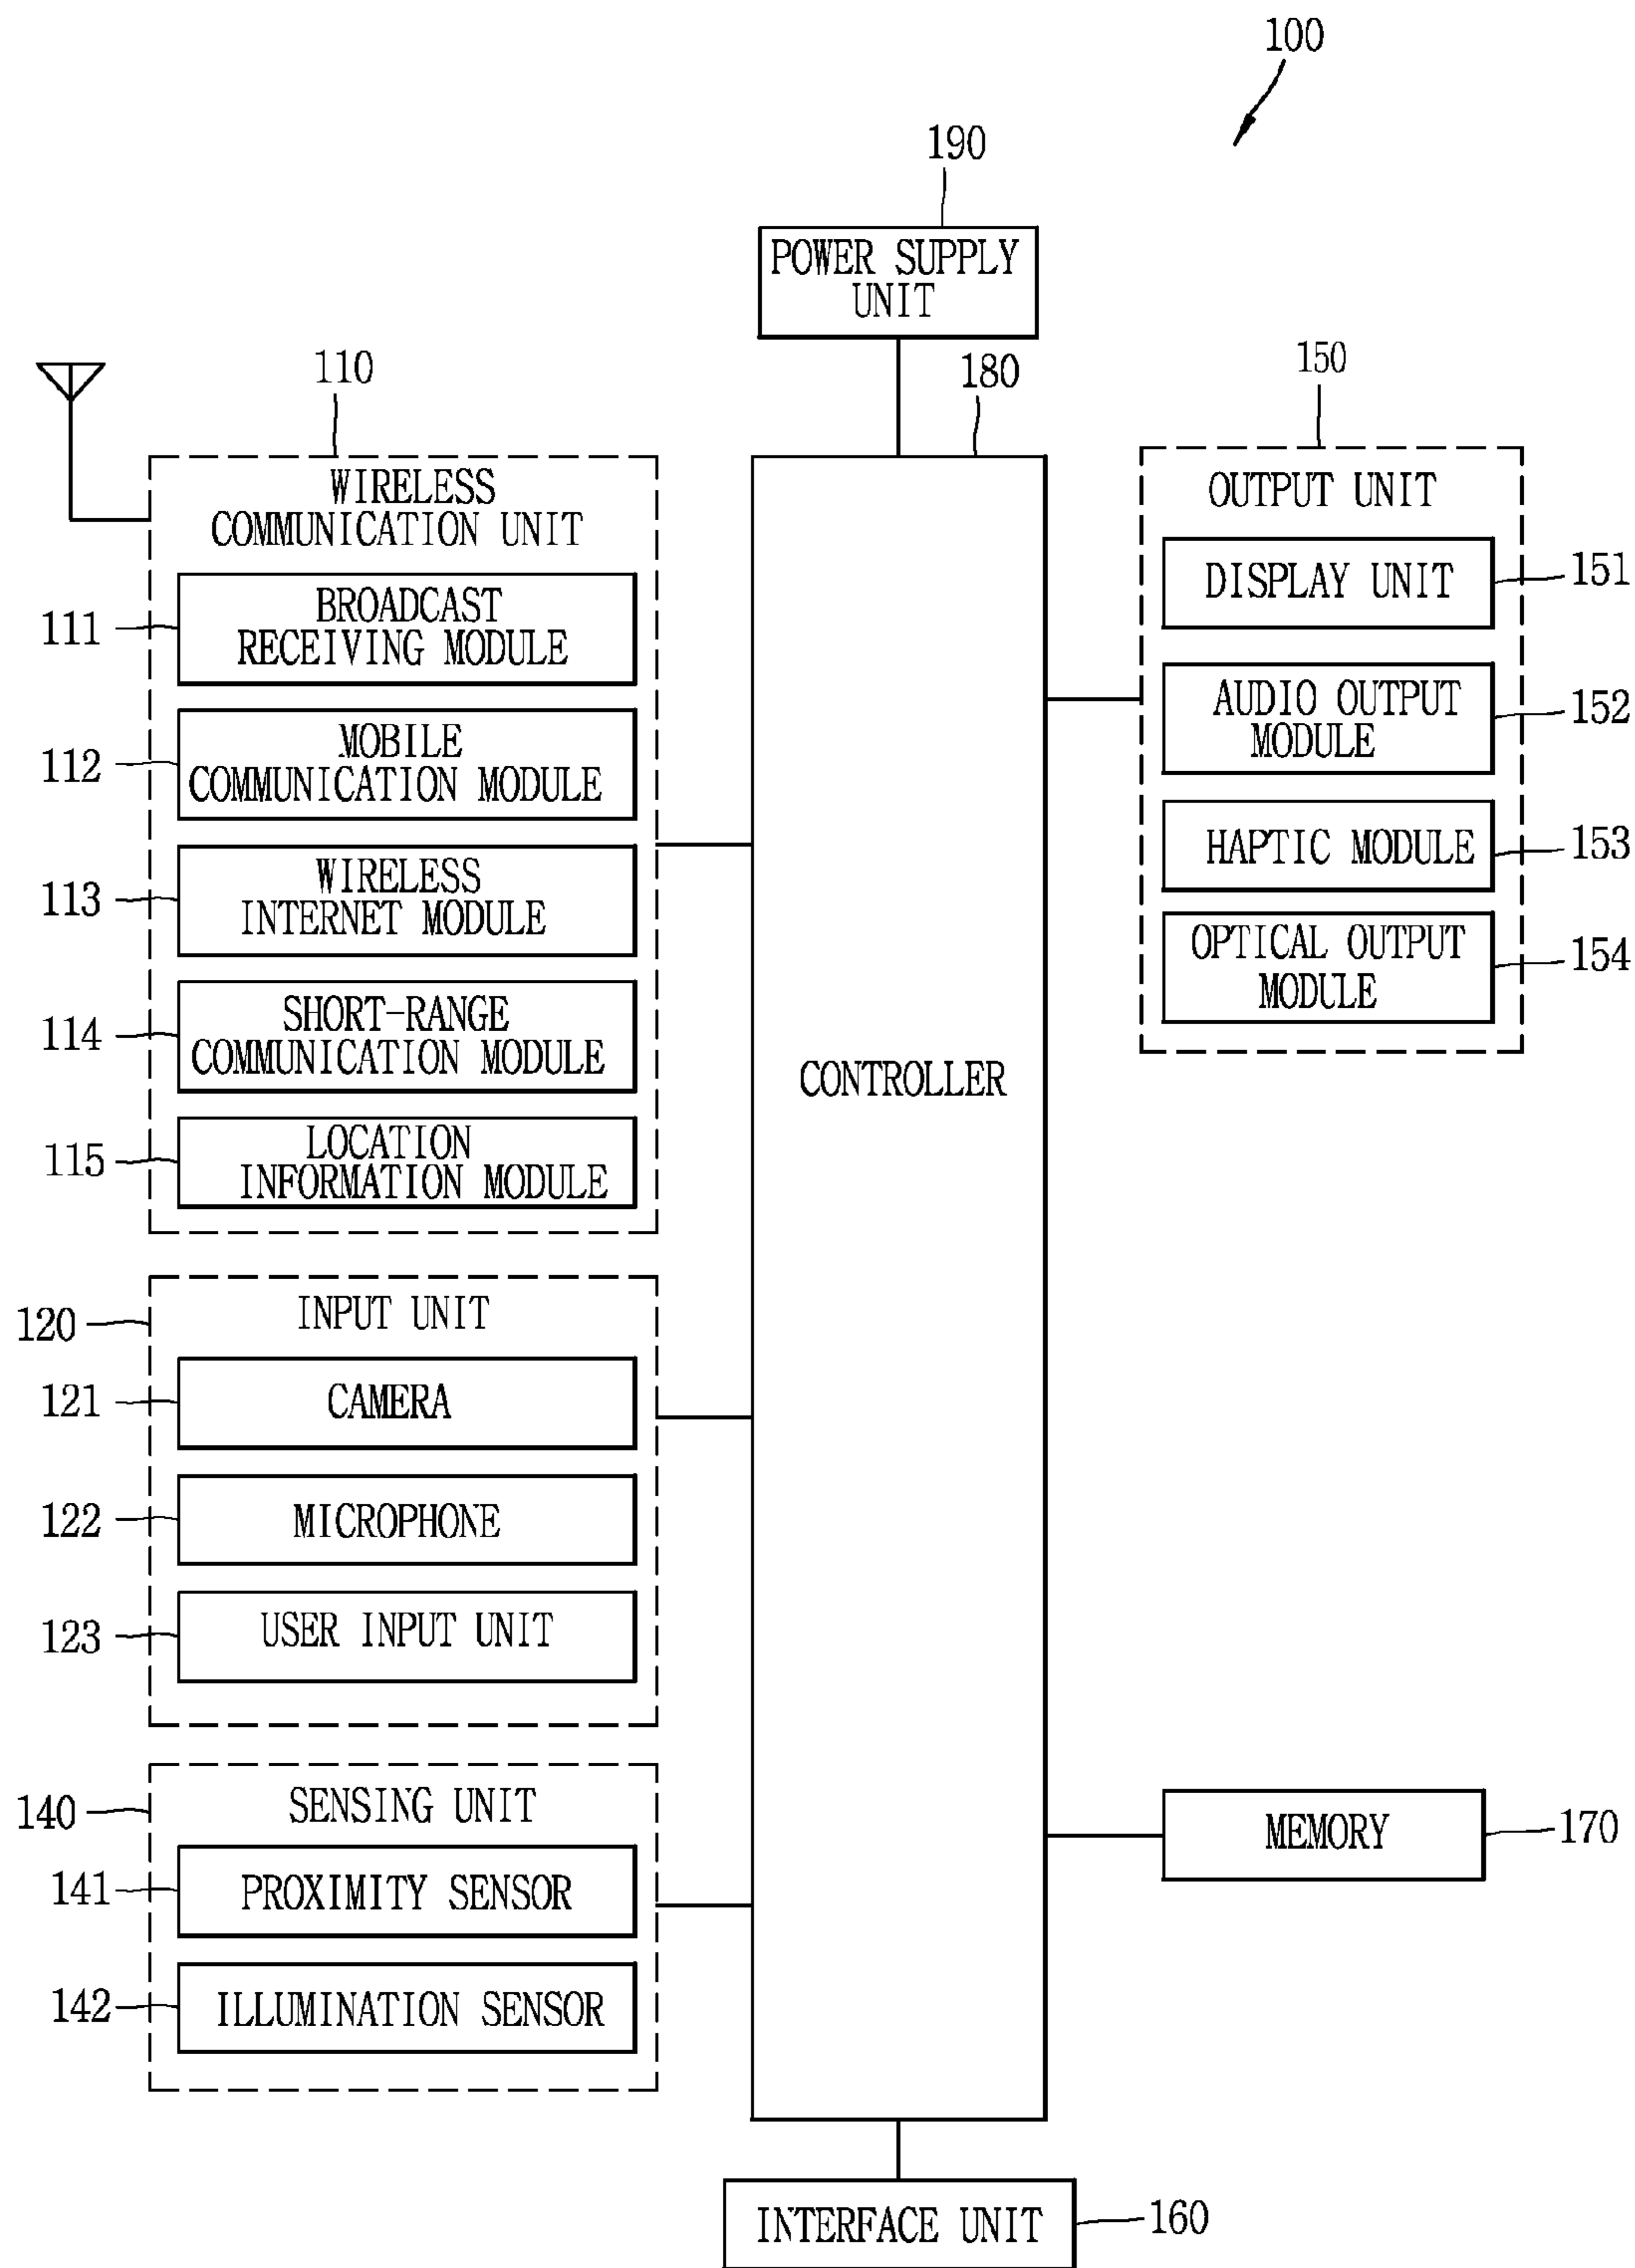 100
190
POWER SUPPLY
UNIT
110
180
150
WIRELESS
COMMUNICATION UNIT
111
BROADCAST
RECEIVING MODULE
112
MOBILE
COMMUNICATION MODULE
113
WIRELESS
INTERNET MODULE
114
SHORT-RANGE
COMMUNICATION MODULE
115
LOCATION
INFORMATION MODULE
120
INPUT UNIT
121
CAMERA
122
MICROPHONE
123
USER INPUT UNIT
140
SENSING UNIT
141
PROXIMITY SENSOR
142
ILLUMINATION SENSOR
CONTROLLER
OUTPUT UNIT
DISPLAY UNIT
151
AUDIO OUTPUT
MODULE
152
HAPTIC MODULE
153
OPTICAL OUTPUT
MODULE
154
MEMORY
170
INTERFACE UNIT
160